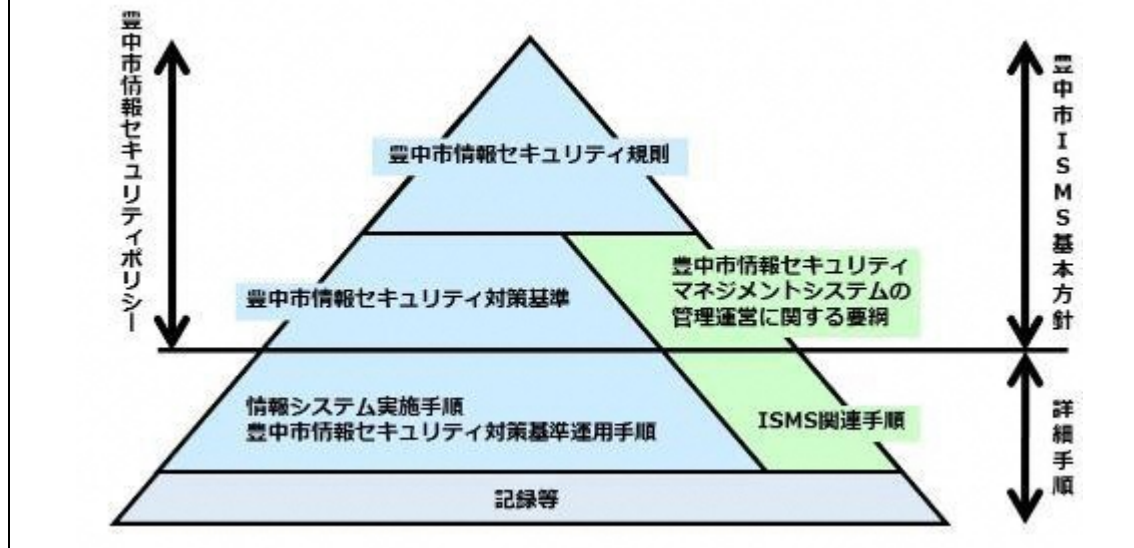 豊中市情報セキュリティポリシー
豊中市情報セキュリティ規則
豊中市ISMS基本方針
豊中市情報セキュリティ対策基準
豊中市情報セキュリティ
マネジメントシステムの
管理運営に関する要綱
情報システム実施手順
豊中市情報セキュリティ対策基準運用手順
ISMS関連手順
詳細手順
記録等